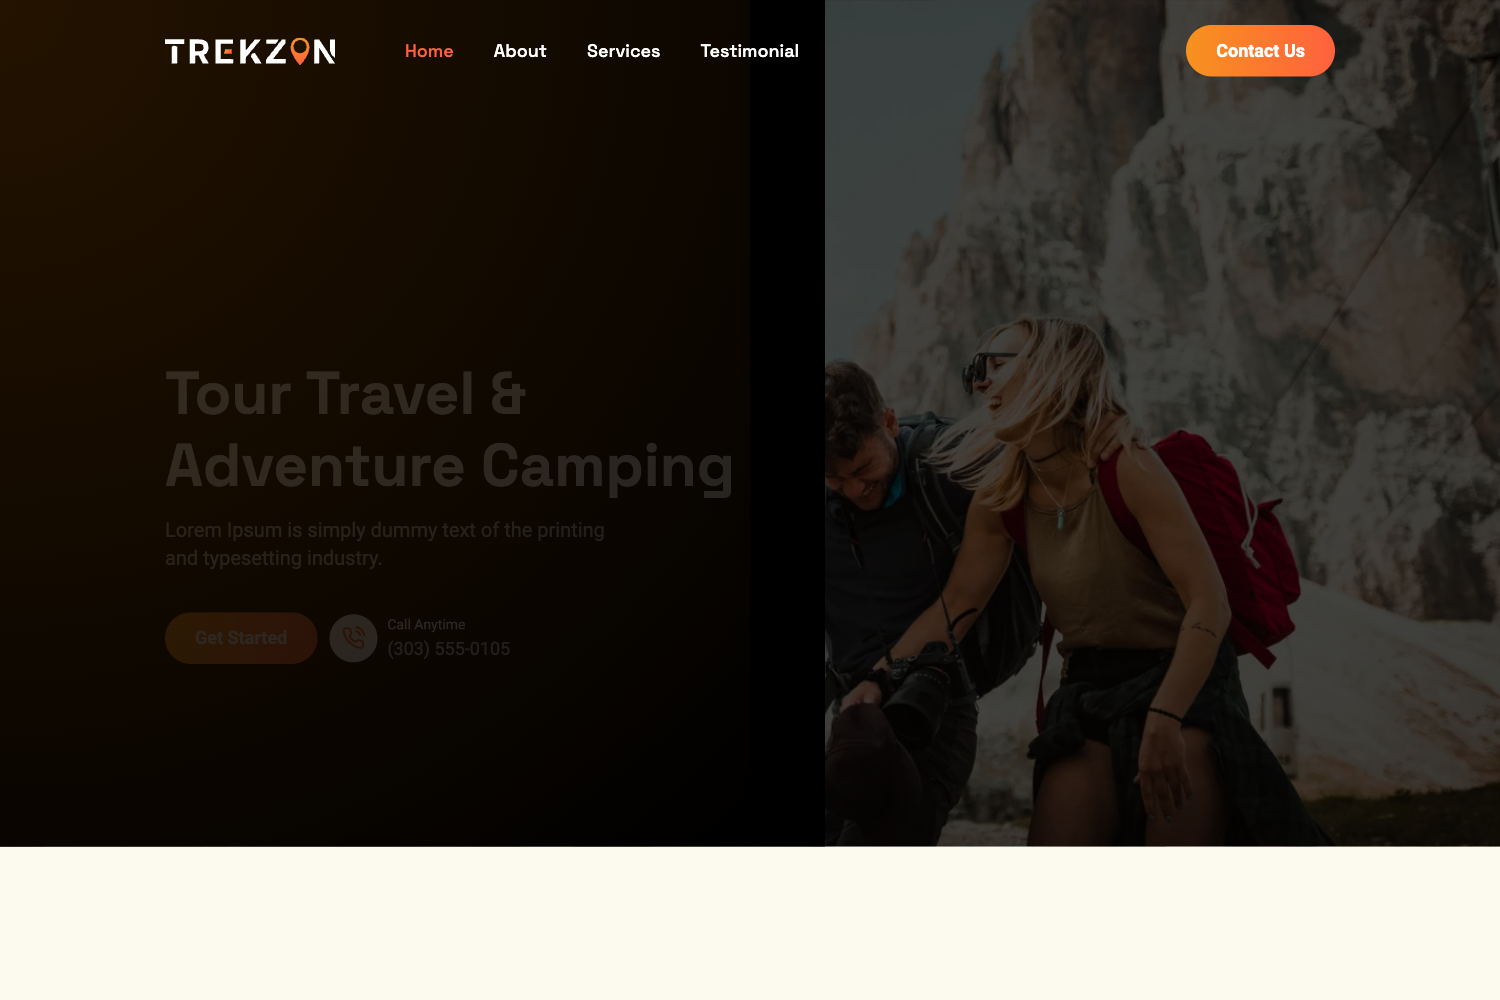 TREKZON
Home
About
Services
Testimonial
Contact Us
Tour Travel &
Adventure Camping
Lorem Ipsum is simply dummy text of the printing
and typesetting industry.
Get Started
Call Anytime
(303) 555-0105